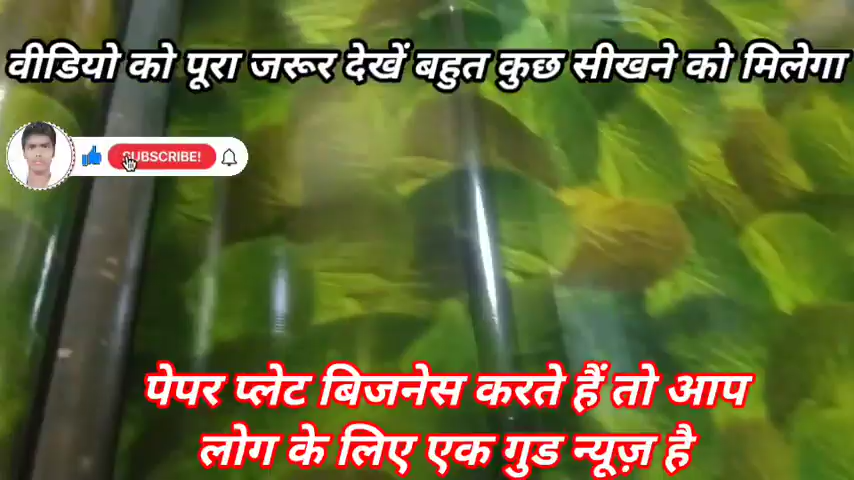 वीडियो को पूरा जरूर देखें बहुत कुछ सीखने को मिलेगा
SUBSCRIBE!
पेपर प्लेट बिजनेस करते हैं तो आप
लोग के लिए एक गुड न्यूज़ है